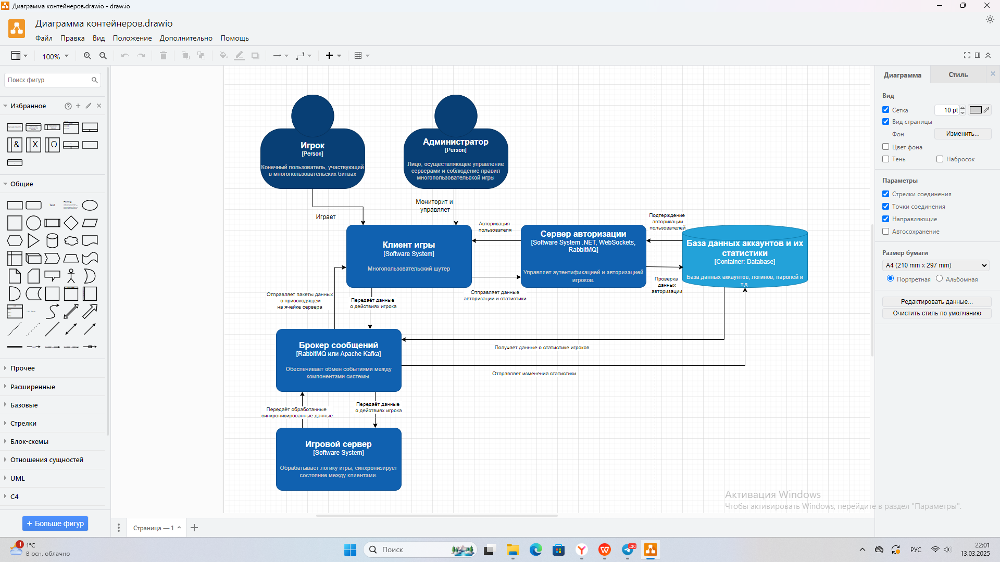 Диаграмма контейнеров.drawio - draw.io
Диаграмма контейнеров.drawio
Файл Правка Вид Положение Дополнительно Помощь
100%
Поиск фигур
Избранное
Общие
Text
Heading
List Item
Прочее
Расширенные
Базовые
Стрелки
Блок-схемы
Отношения сущностей
UML
C4
+ Больше фигур
Игрок
[Person]
Конечный пользователь, участвующий
в многопользовательских битвах
Администратор
[Person]
Лицо, осуществляющее управление
серверами и соблюдение правил
многопользовательской игры
Играет
Мониторит и
управляет
Клиент игры
[Software System]
Многопользовательский шутер
Авторизация
пользователя
Отправляет данные
авторизации и статистики
Сервер авторизации
[Software System .NET, WebSockets,
RabbitMQ]
Управляет аутентификацией и авторизацией
игроков.
Подтерждение
авторизации
пользователей
Проверка
данных
авторизации
База данных аккаунтов и их
статистики
[Container: Database]
База данных аккаунтов, логинов, паролей и
т.д.
Отправляет пакеты данных
о приосходящем
на ячейке сервера
Передаёт данные
о действиях игрока
Брокер сообщений
[RabbitMQ или Apache Kafka]
Обеспечивает обмен событиями между
компонентами системы.
Получает данные о статистике игроков
Отправляет изменения статистики
Передаёт обработанные
синхронизированные данные
Передаёт данные
о действиях игрока
Игровой сервер
[Software System]
Обрабатывает логику игры, синхронизирует
состояние между клиентами.
Диаграмма Стиль
Вид
Сетка 10 pt
Вид страницы
Фон Изменить...
Цвет фона
Тень Набросок
Параметры
Стрелки соединения
Точки соединения
Направляющие
Автосохранение
Размер бумаги
A4 (210 mm x 297 mm)
Портретная Альбомная
Редактировать данные...
Очистить стиль по умолчанию
Активация Windows
Чтобы активировать Windows, перейдите в раздел "Параметры".
Страница — 1
1
1°C
В осн. облачно
Поиск
.00
РУС
22:01
13.03.2025